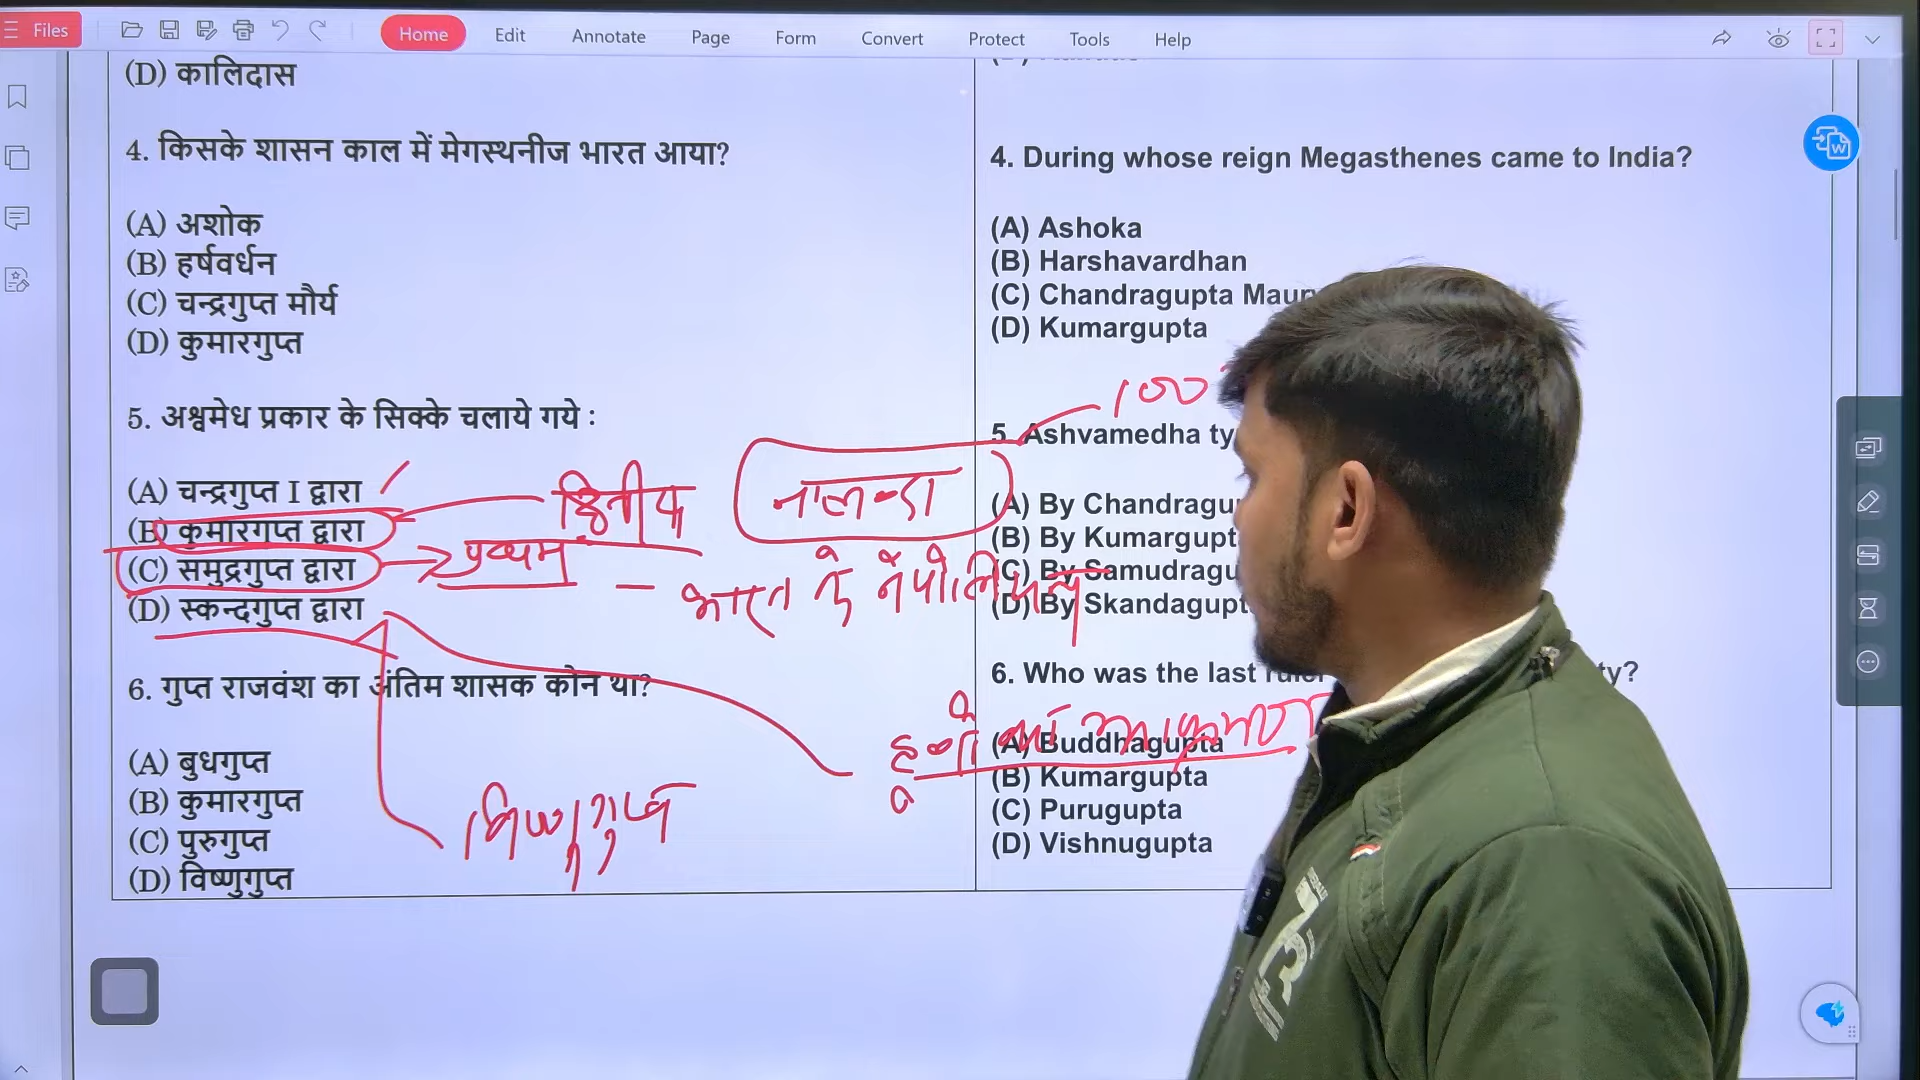 Files
Home Edit Annotate Page Form Convert Protect Tools Help
(D) कालिदास
4. किसके शासन काल में मेगस्थनीज भारत आया?
(A) अशोक
(B) हर्षवर्धन
(C) चन्द्रगुप्त मौर्य
(D) कुमारगुप्त
5. अश्वमेध प्रकार के सिक्के चलाये गये :
(A) चन्द्रगुप्त I द्वारा
(B) कुमारगुप्त द्वारा
(C) समुद्रगुप्त द्वारा
(D) स्कन्दगुप्त द्वारा
द्वितीय
नालन्दा
प्रथम
भारत के नेपोलियन
6. गुप्त राजवंश का अंतिम शासक कौन था?
(A) बुधगुप्त
(B) कुमारगुप्त
(C) पुरुगुप्त
(D) विष्णुगुप्त
विष्णुगुप्त
4. During whose reign Megasthenes came to India?
(A) Ashoka
(B) Harshavardhan
(C) Chandragupta Maur
(D) Kumargupta
100
5. Ashvamedha ty
(A) By Chandragu
(B) By Kumargupt
(C) By Samudragu
(D) By Skandagupt
6. Who was the last ruler ty?
हूणों का आक्रमण
(A) Buddhagupta
(B) Kumargupta
(C) Purugupta
(D) Vishnugupta